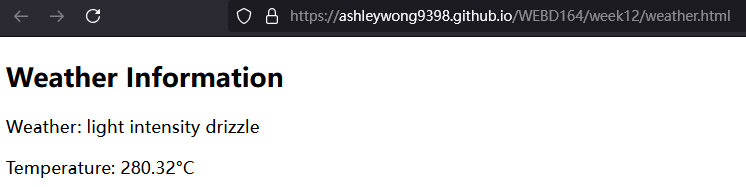 https://ashleywong9398.github.io/WEBD164/week12/weather.html
Weather Information
Weather: light intensity drizzle
Temperature: 280.32°C